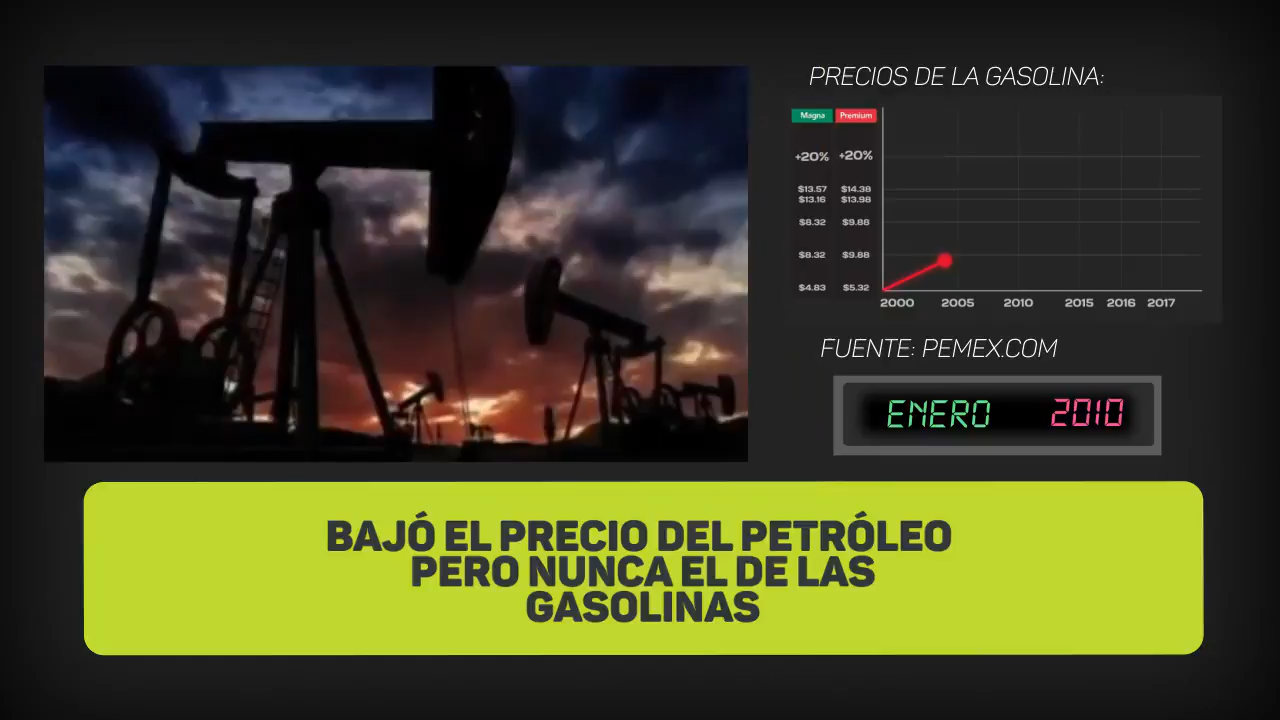 PRECIOS DE LA GASOLINA:
Magna Premium
+20% +20%
$13.57 $14.38
$13.16 $13.98
$8.32 $9.88
$8.32 $9.88
$4.83 $5.32
2000 2005 2010 2015 2016 2017
FUENTE: PEMEX.COM
ENERO 2010
BAJÓ EL PRECIO DEL PETRÓLEO
PERO NUNCA EL DE LAS
GASOLINAS